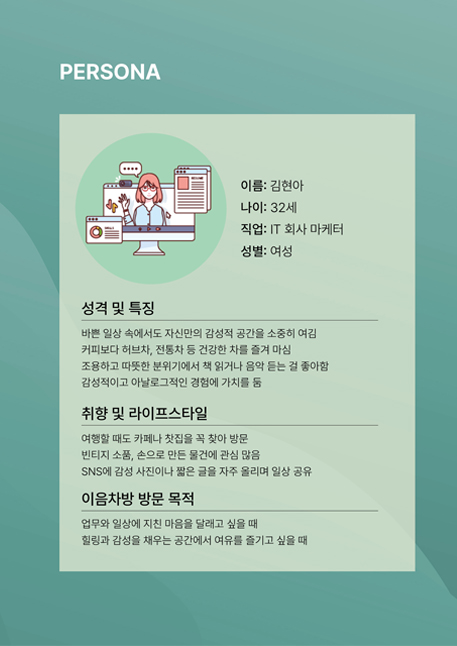 PERSONA
이름: 김현아
나이: 32세
직업: IT 회사 마케터
성별: 여성
성격 및 특징
바쁜 일상 속에서도 자신만의 감성적 공간을 소중히 여김
커피보다 허브차, 전통차 등 건강한 차를 즐겨 마심
조용하고 따뜻한 분위기에서 책 읽거나 음악 듣는 걸 좋아함
감성적이고 아날로그적인 경험에 가치를 둠
취향 및 라이프스타일
여행할 때도 카페나 찻집을 꼭 찾아 방문
빈티지 소품, 손으로 만든 물건에 관심 많음
SNS에 감성 사진이나 짧은 글을 자주 올리며 일상 공유
이음차방 방문 목적
업무와 일상에 지친 마음을 달래고 싶을 때
힐링과 감성을 채우는 공간에서 여유를 즐기고 싶을 때